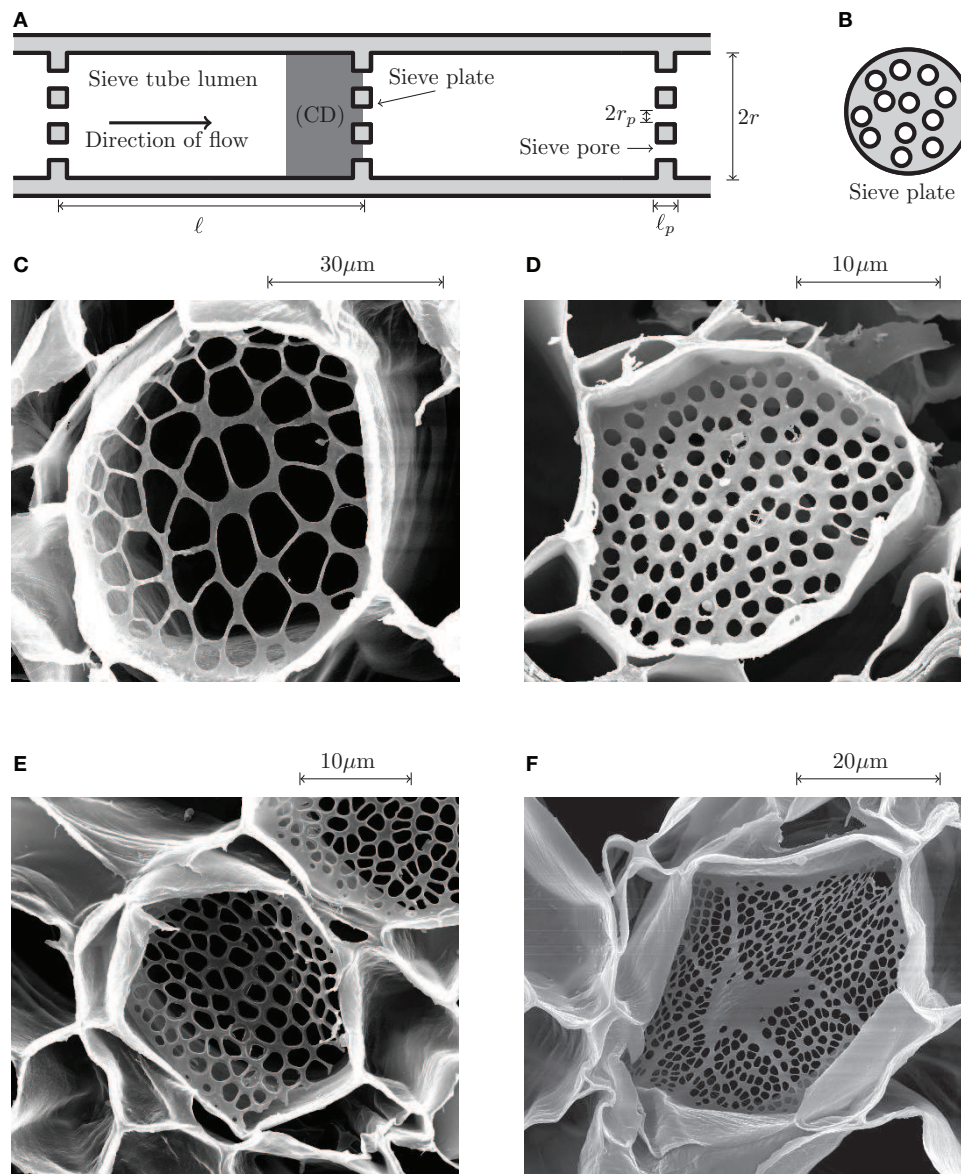 A
B
Sieve tube lumen
Sieve plate
(CD)
2r_p
2r
Direction of flow
Sieve pore
Sieve plate
ℓ
ℓ_p
C
30μm
D
10μm
E
10μm
F
20μm